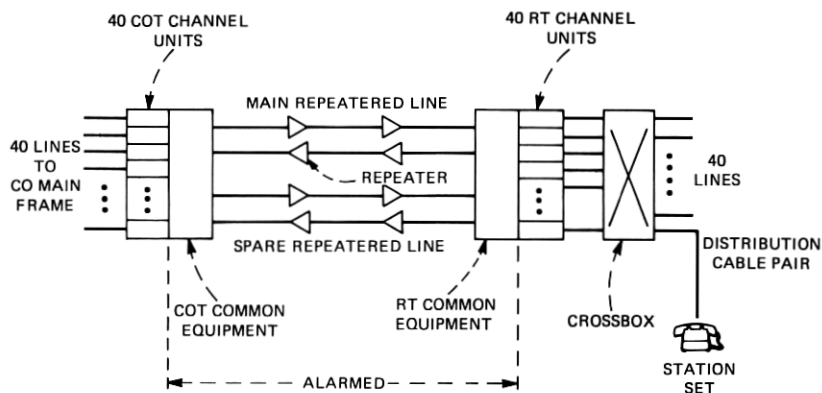 40 COT CHANNEL
UNITS
40 RT CHANNEL
UNITS
MAIN REPEATERED LINE
40 LINES
TO
CO MAIN
FRAME
REPEATER
40
LINES
SPARE REPEATERED LINE
DISTRIBUTION
CABLE PAIR
COT COMMON
EQUIPMENT
RT COMMON
EQUIPMENT
CROSSBOX
ALARMED
STATION
SET